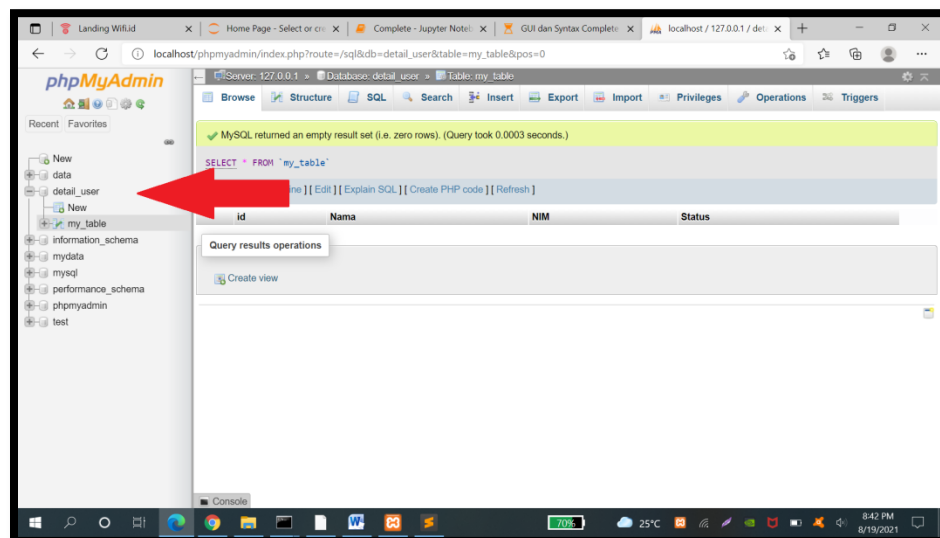 Landing Wifi.id
Home Page - Select or cre
Complete - Jupyter Noteb
GUI dan Syntax Complete
localhost / 127.0.0.1 / deta
localhost/phpmyadmin/index.php?route=/sql&db=detail_user&table=my_table&pos=0
phpMyAdmin
Recent Favorites
New
data
detail_user
New
my_table
information_schema
mydata
mysql
performance_schema
phpmyadmin
test
Server: 127.0.0.1 » Database: detail_user » Table: my_table
Browse Structure SQL Search Insert Export Import Privileges Operations Triggers
MySQL returned an empty result set (i.e. zero rows). (Query took 0.0003 seconds.)
SELECT * FROM `my_table`
] [ Edit ] [ Explain SQL ] [ Create PHP code ] [ Refresh ]
id Nama NIM Status
Query results operations
Create view
Console
70%
25°C
8:42 PM
8/19/2021